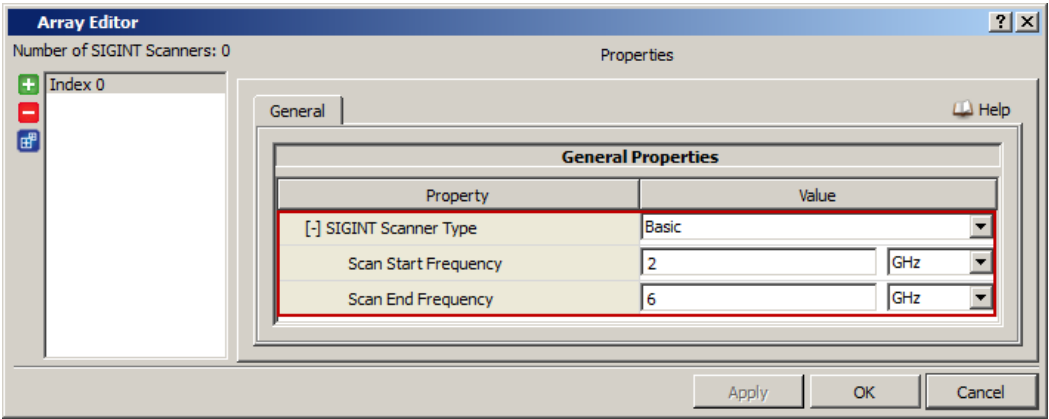 Array Editor
Number of SIGINT Scanners: 0
Properties
Index 0
General
Help
General Properties
Property Value
[-] SIGINT Scanner Type Basic
Scan Start Frequency 2 GHz
Scan End Frequency 6 GHz
Apply OK Cancel